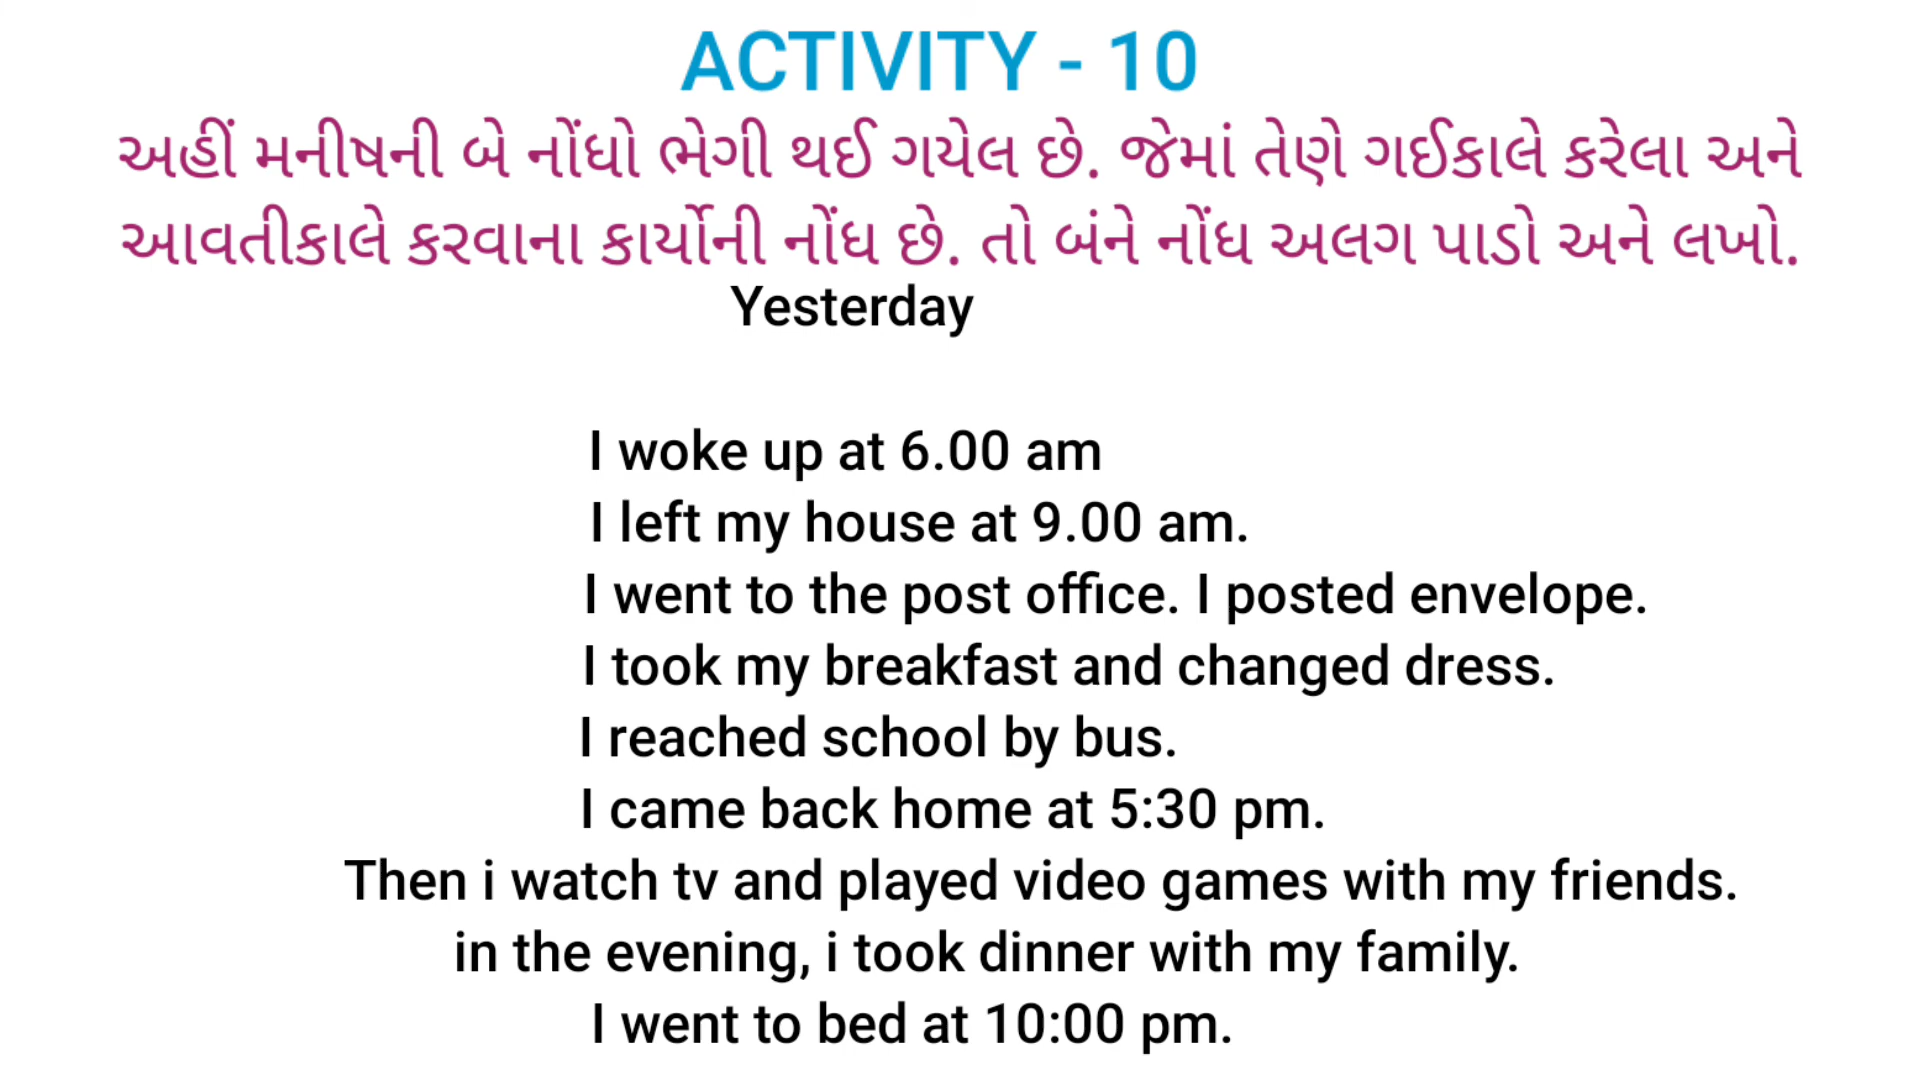 ACTIVITY - 10
અહીં મનીષની બે નોંધો ભેગી થઈ ગયેલ છે. જેમાં તેણે ગઈકાલે કરેલા અને
આવતીકાલે કરવાના કાર્યોની નોંધ છે. તો બંને નોંધ અલગ પાડો અને લખો.
Yesterday
I woke up at 6.00 am
I left my house at 9.00 am.
I went to the post office. I posted envelope.
I took my breakfast and changed dress.
I reached school by bus.
I came back home at 5:30 pm.
Then i watch tv and played video games with my friends.
in the evening, i took dinner with my family.
I went to bed at 10:00 pm.